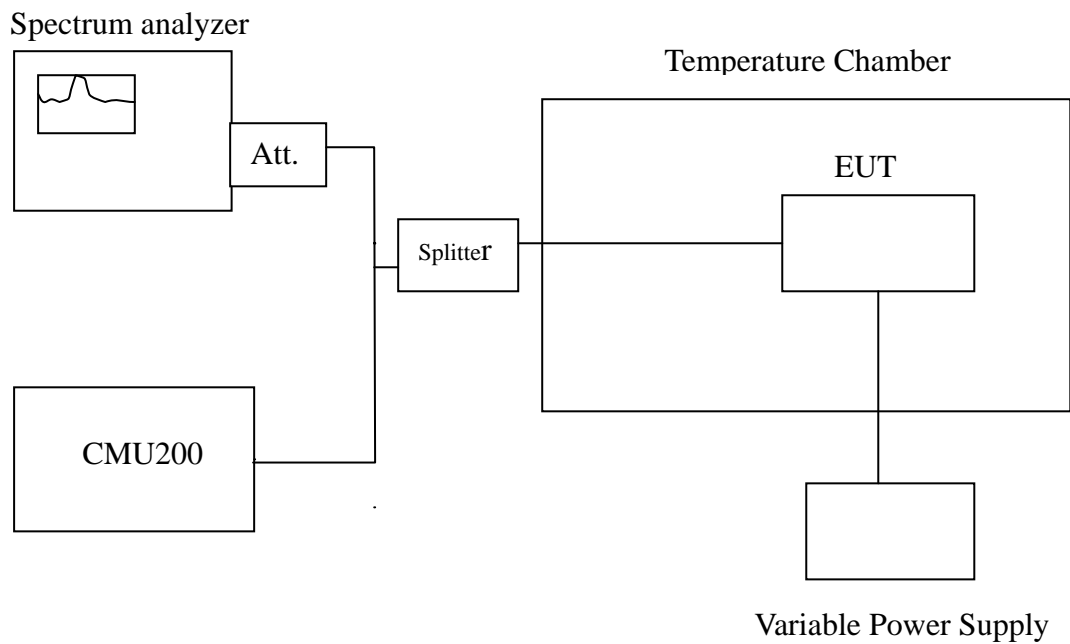 Spectrum analyzer
Temperature Chamber
Att.
EUT
Splitter
CMU200
Variable Power Supply